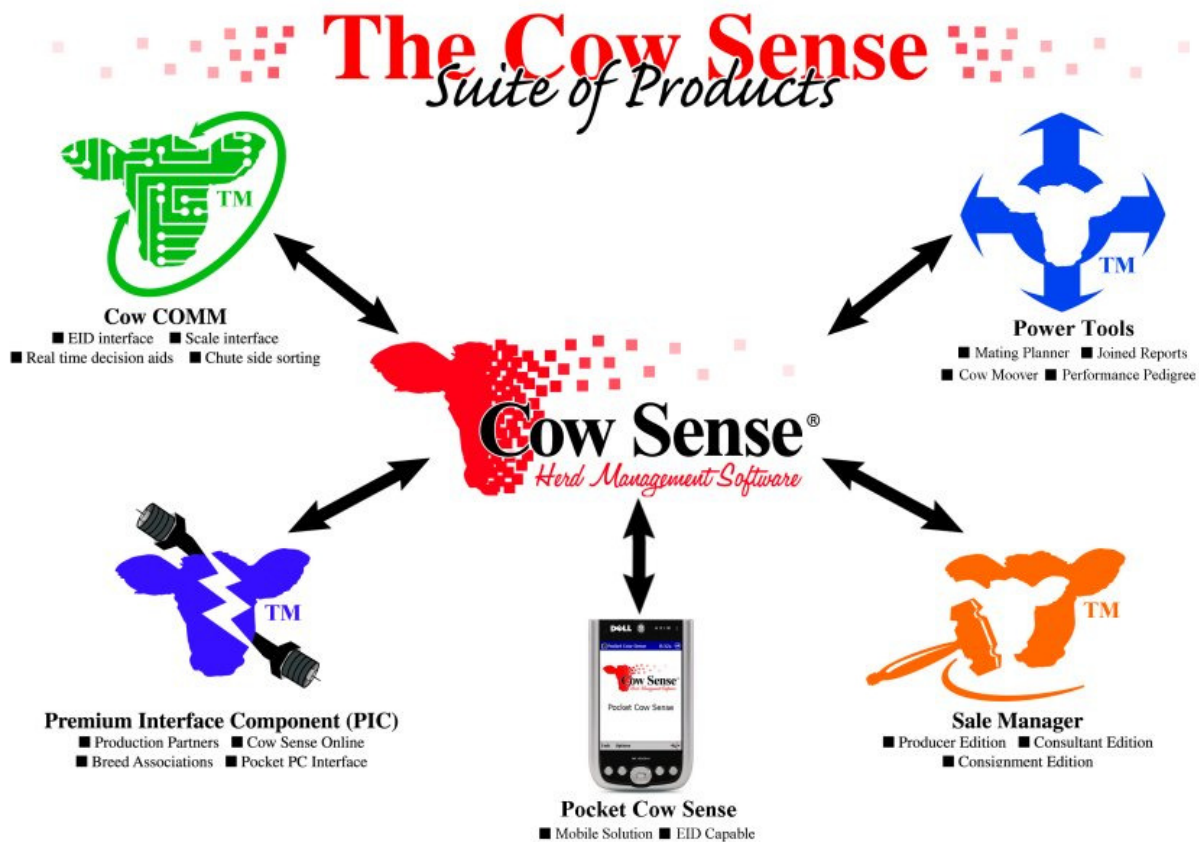 The Cow Sense
Suite of Products
TM
Cow COMM
■ EID interface ■ Scale interface
■ Real time decision aids ■ Chute side sorting
TM
Power Tools
■ Mating Planner ■ Joined Reports
■ Cow Moover ■ Performance Pedigree
Cow Sense®
Herd Management Software
TM
Premium Interface Component (PIC)
■ Production Partners ■ Cow Sense Online
■ Breed Associations ■ Pocket PC Interface
DELL
Pocket Cow Sense
Cow Sense
Herd Management Software
Pocket Cow Sense
Pocket Cow Sense
■ Mobile Solution ■ EID Capable
TM
Sale Manager
■ Producer Edition ■ Consultant Edition
■ Consignment Edition